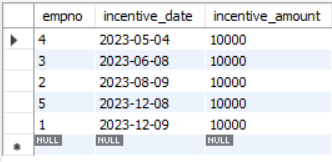 empno incentive_date incentive_amount
4 2023-05-04 10000
3 2023-06-08 10000
2 2023-08-09 10000
5 2023-12-08 10000
1 2023-12-09 10000
NULL NULL NULL